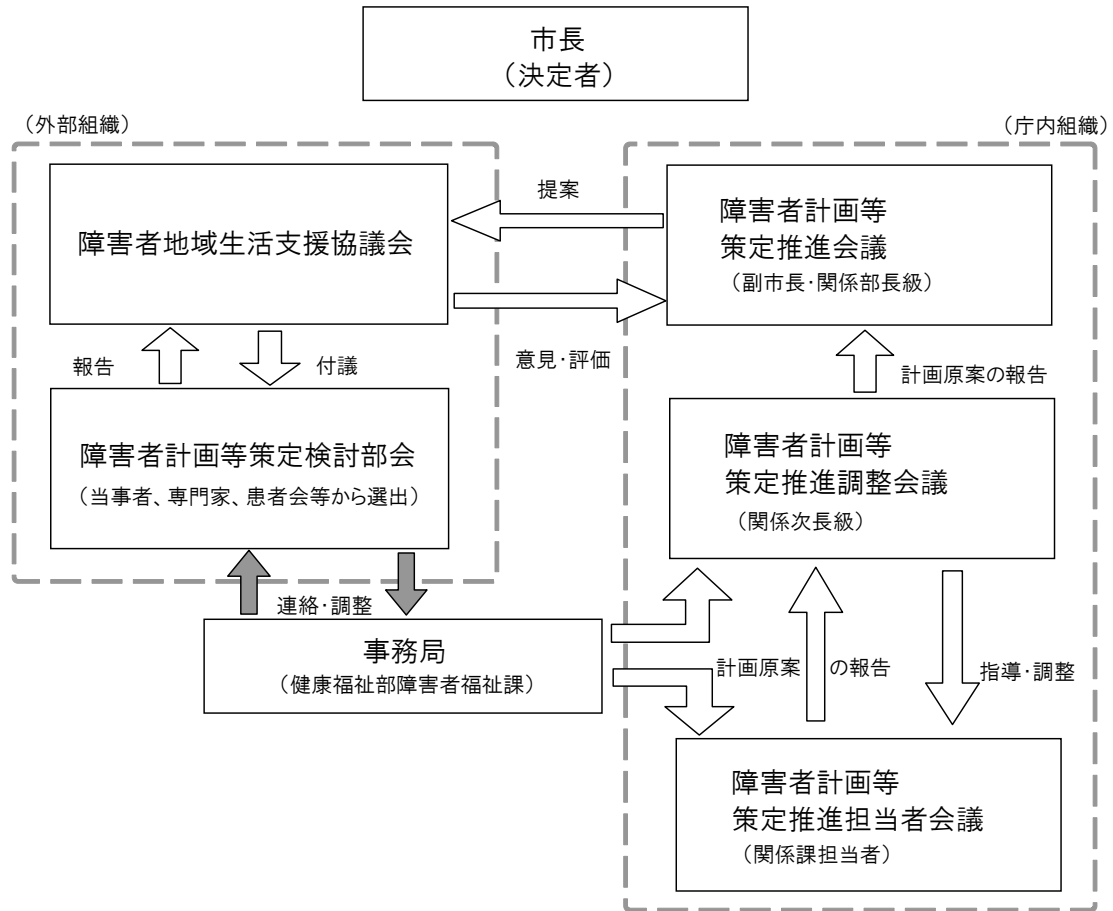 市長
（決定者）
（外部組織）
（庁内組織）
障害者地域生活支援協議会
提案
障害者計画等
策定推進会議
（副市長・関係部長級）
意見・評価
報告
付議
計画原案の報告
障害者計画等策定検討部会
（当事者、専門家、患者会等から選出）
障害者計画等
策定推進調整会議
（関係次長級）
連絡・調整
事務局
（健康福祉部障害者福祉課）
計画原案　の報告
指導・調整
障害者計画等
策定推進担当者会議
（関係課担当者）